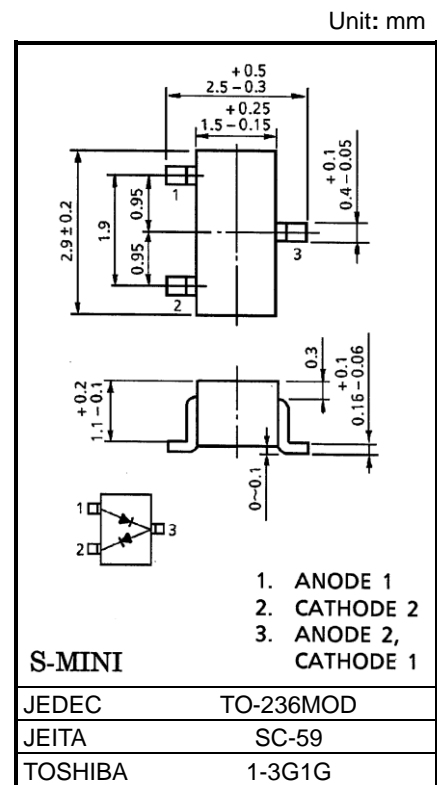 Unit: mm
+ 0.5
2.5 – 0.3
+ 0.25
1.5 – 0.15
2.9 ± 0.2
1.9
0.95
0.95
1
2
3
+ 0.1
0.4 – 0.05
+ 0.2
1.1 – 0.1
0.3
+ 0.1
0.16 – 0.06
0~0.1
1
2
3
1. ANODE 1
2. CATHODE 2
3. ANODE 2,
CATHODE 1
S-MINI
JEDEC TO-236MOD
JEITA SC-59
TOSHIBA 1-3G1G